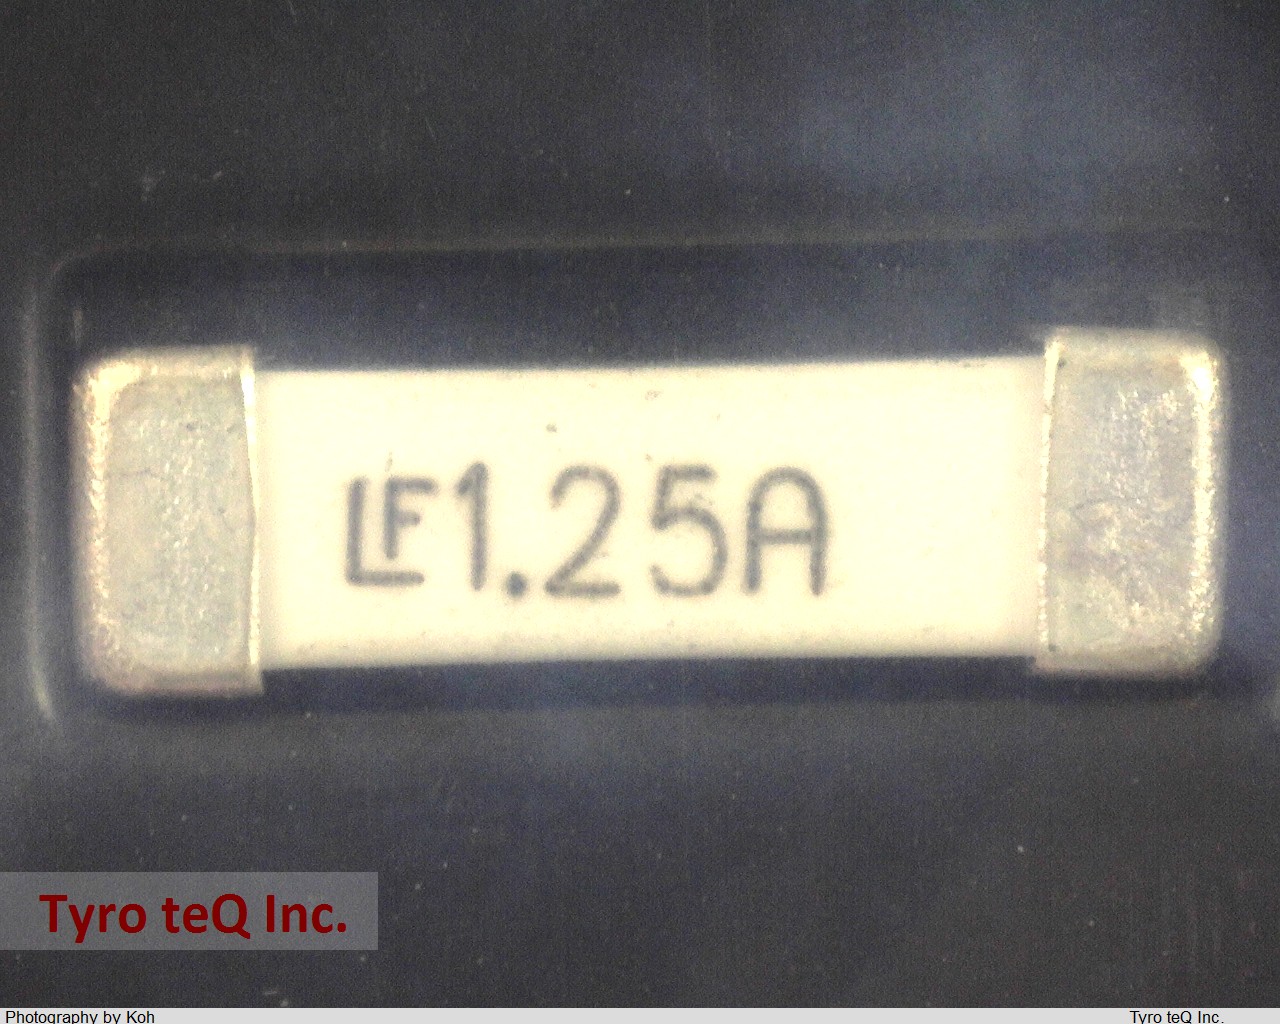 LF1.25A
Tyro teQ Inc.
Photography by Koh
Tyro teQ Inc.